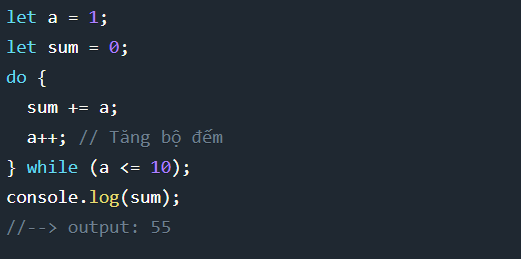 let a = 1;
let sum = 0;
do {
  sum += a;
  a++; // Tăng bộ đếm
} while (a <= 10);
console.log(sum);
//--> output: 55